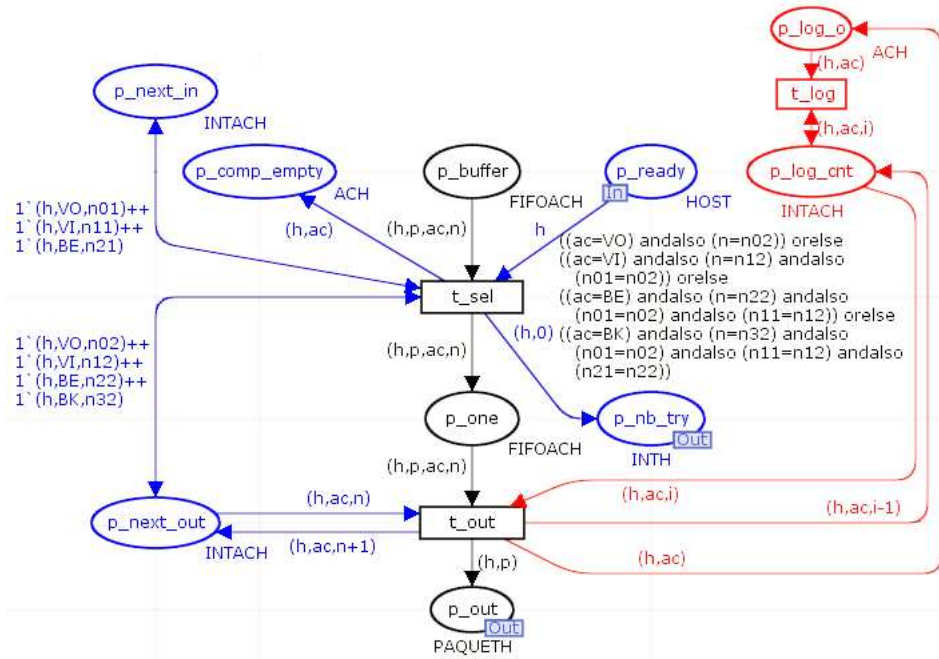 p_log_o
ACH
(h,ac)
t_log
(h,ac,i)
p_log_cnt
INTACH
p_next_in
INTACH
p_comp_empty
ACH
p_buffer
FIFOACH
p_ready
In
HOST
1`(h,VO,n01)++
1`(h,VI,n11)++
1`(h,BE,n21)
(h,ac)
(h,p,ac,n)
h
((ac=VO) andalso (n=n02)) orelse
((ac=VI) andalso (n=n12) andalso
(n01=n02)) orelse
((ac=BE) andalso (n=n22) andalso
(n01=n02) andalso (n11=n12)) orelse
((ac=BK) andalso (n=n32) andalso
(n01=n02) andalso (n11=n12) andalso
(n21=n22))
t_sel
(h,0)
1`(h,VO,n02)++
1`(h,VI,n12)++
1`(h,BE,n22)++
1`(h,BK,n32)
(h,p,ac,n)
p_one
FIFOACH
p_nb_try
Out
INTH
(h,p,ac,n)
(h,ac,i)
(h,ac,n)
(h,ac,i-1)
p_next_out
INTACH
t_out
(h,ac,n+1)
(h,ac)
(h,p)
p_out
Out
PAQUETH